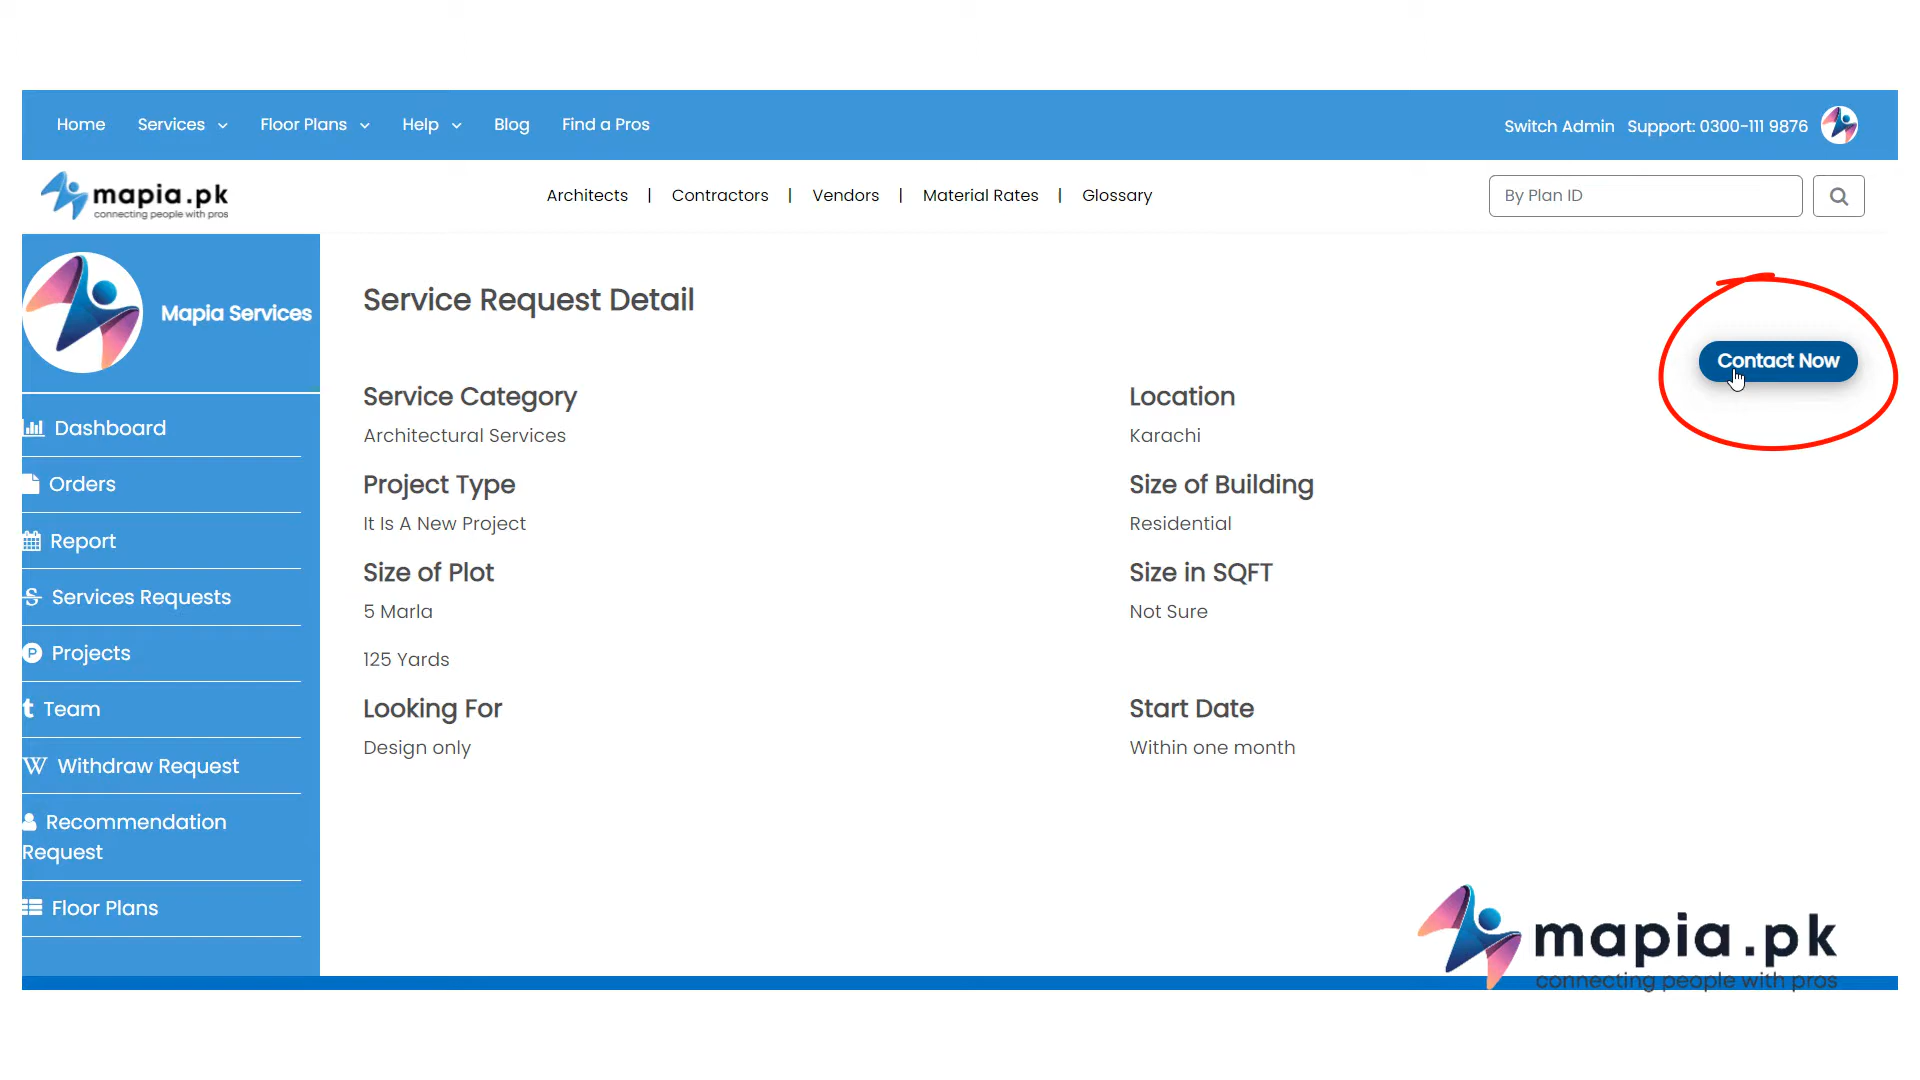 Home Services Floor Plans Help Blog Find a Pros Switch Admin Support: 0300-111 9876
mapia.pk
connecting people with pros
Architects | Contractors | Vendors | Material Rates | Glossary
By Plan ID
Mapia Services
Dashboard
Orders
Report
Services Requests
Projects
Team
Withdraw Request
Recommendation
Request
Floor Plans
Service Request Detail
Contact Now
Service Category
Architectural Services
Location
Karachi
Project Type
It Is A New Project
Size of Building
Residential
Size of Plot
5 Marla
125 Yards
Size in SQFT
Not Sure
Looking For
Design only
Start Date
Within one month
mapia.pk
connecting people with pros